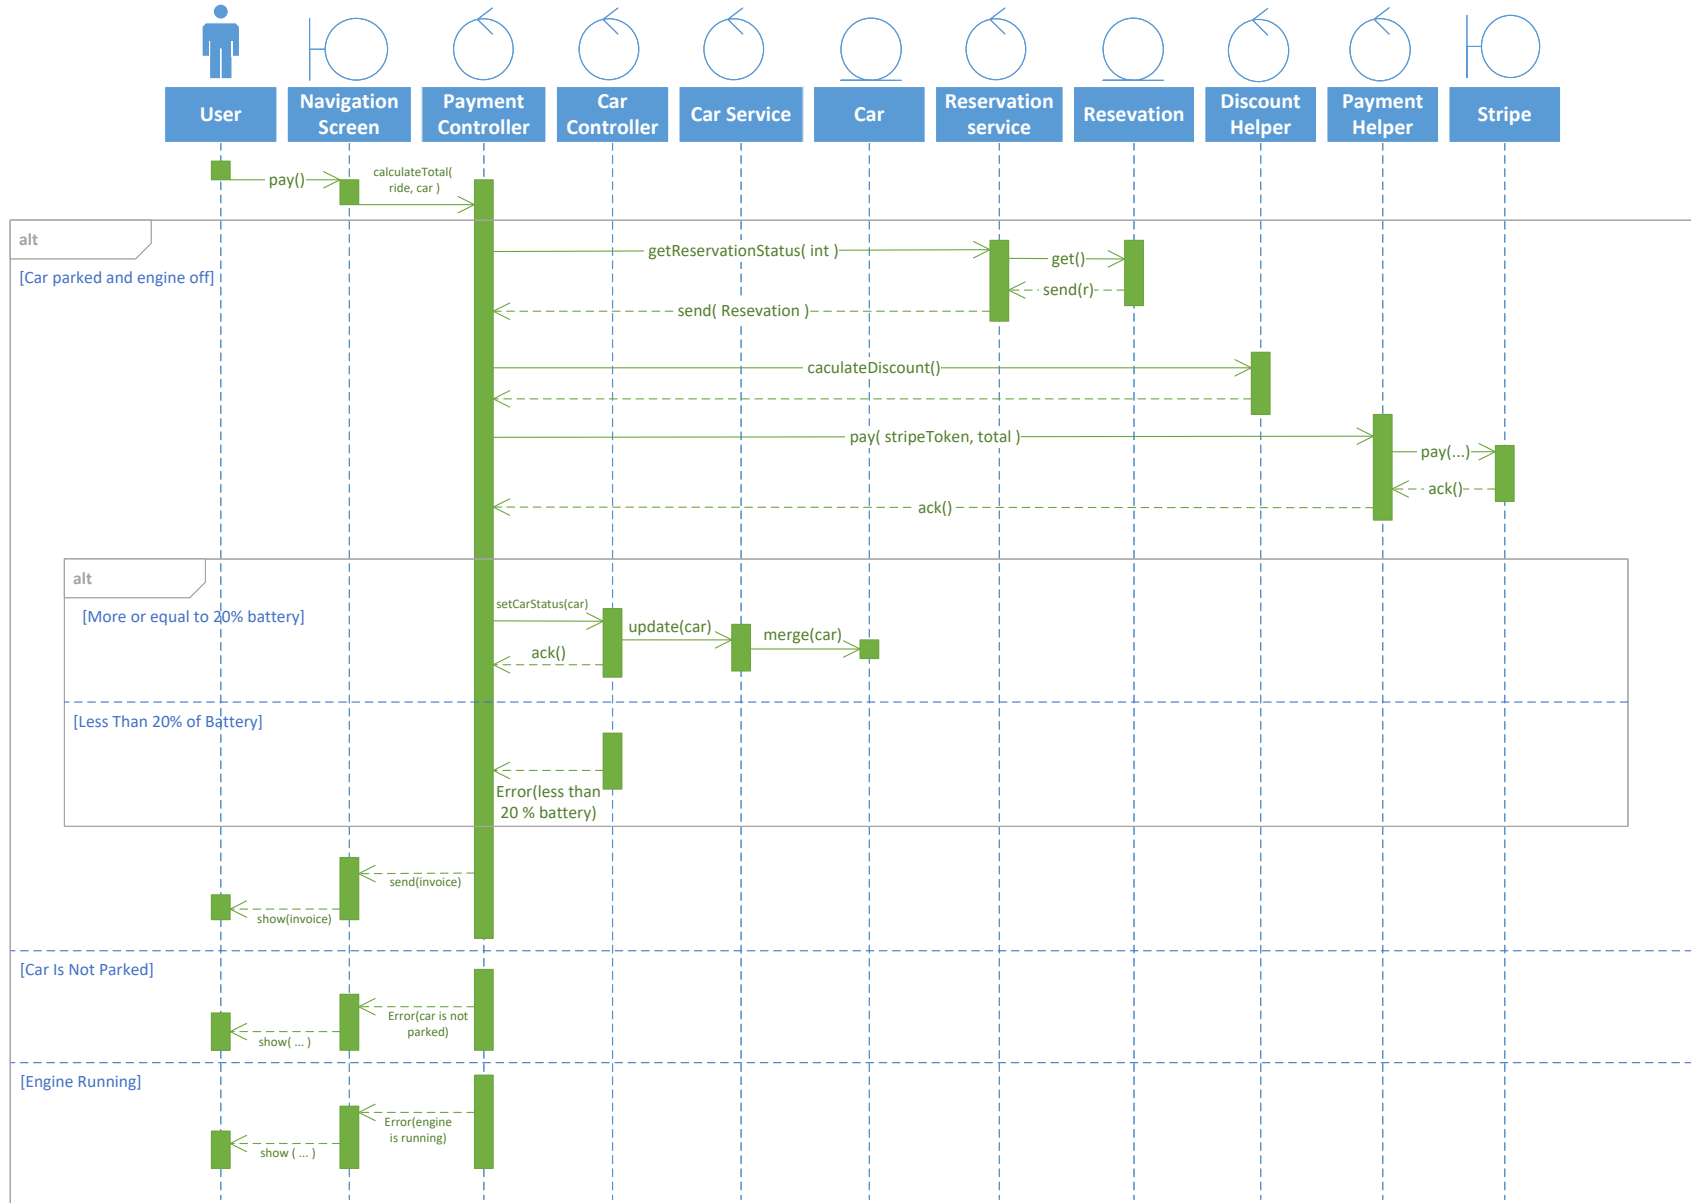 User
Navigation
Screen
Payment
Controller
Car
Controller
Car Service
Car
Reservation
service
Resevation
Discount
Helper
Payment
Helper
Stripe
pay()
calculateTotal(
ride, car )
alt
[Car parked and engine off]
getReservationStatus( int )
get()
send(r)
send( Resevation )
caculateDiscount()
pay( stripeToken, total )
pay(...)
ack()
ack()
alt
[More or equal to 20% battery]
setCarStatus(car)
update(car)
merge(car)
ack()
[Less Than 20% of Battery]
Error(less than
20 % battery)
send(invoice)
show(invoice)
[Car Is Not Parked]
Error(car is not
parked)
show( ... )
[Engine Running]
Error(engine
is running)
show ( ... )